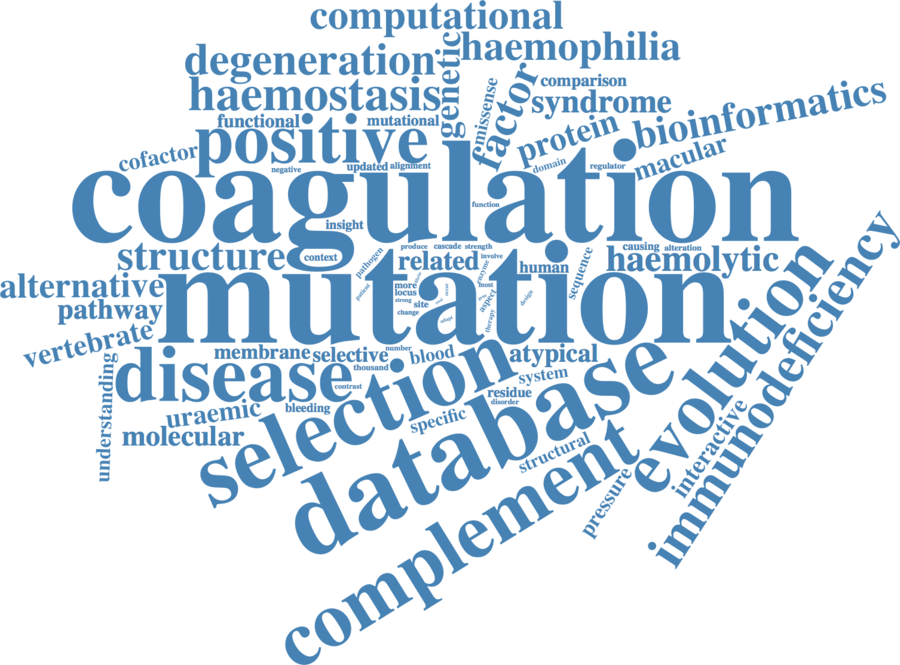 computational
haemophilia
degeneration
genetic
haemostasis
missense
factor
comparison
syndrome
functional
mutational
protein
bioinformatics
cofactor
positive
updated
alignment
negative
domain
regulator
macular
coagulation
function
insight
structure
context
pathogen
produce
cascade
strength
related
involve
enzyme
human
sequence
causing
alteration
haemolytic
alternative
pathway
mutation
patient
more
locus
strong
site
change
most
aspect
therapy
design
adapt
vertebrate
membrane
selective
number
blood
atypical
evolution
immunodeficiency
understanding
disease
thousand
contrast
system
residue
disorder
uraemic
bleeding
specific
molecular
selection
database
structural
interactive
pressure
complement